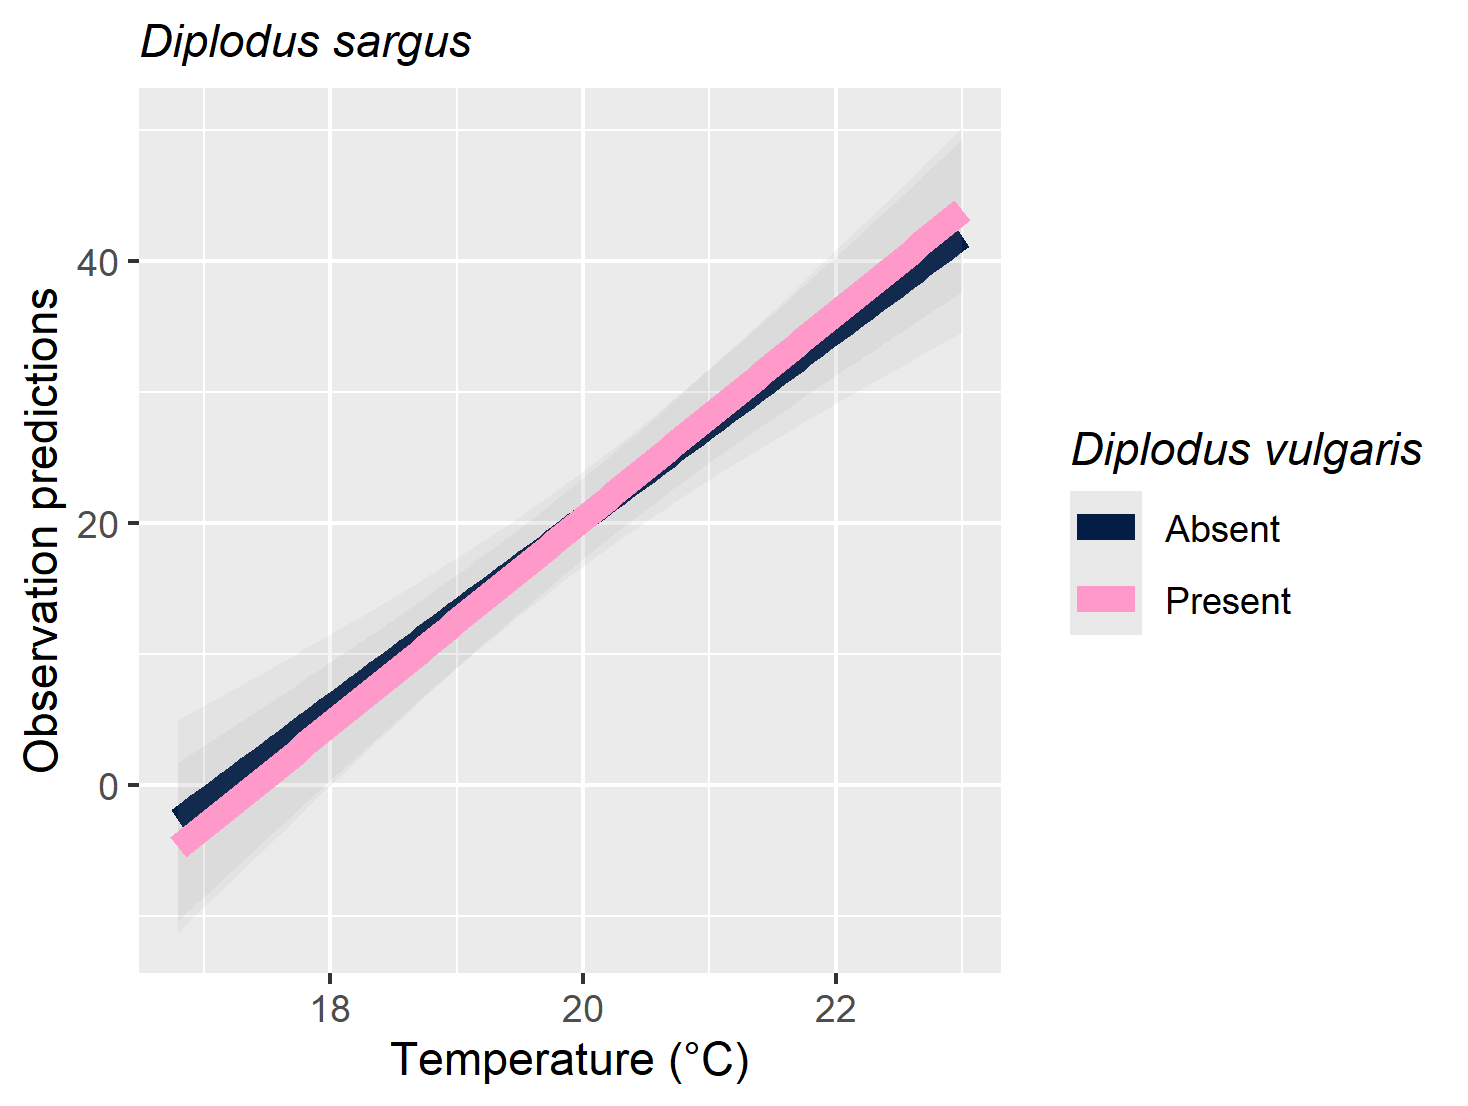 Diplodus sargus
Observation predictions
40
20
0
18
20
22
Temperature (°C)
Diplodus vulgaris
Absent
Present